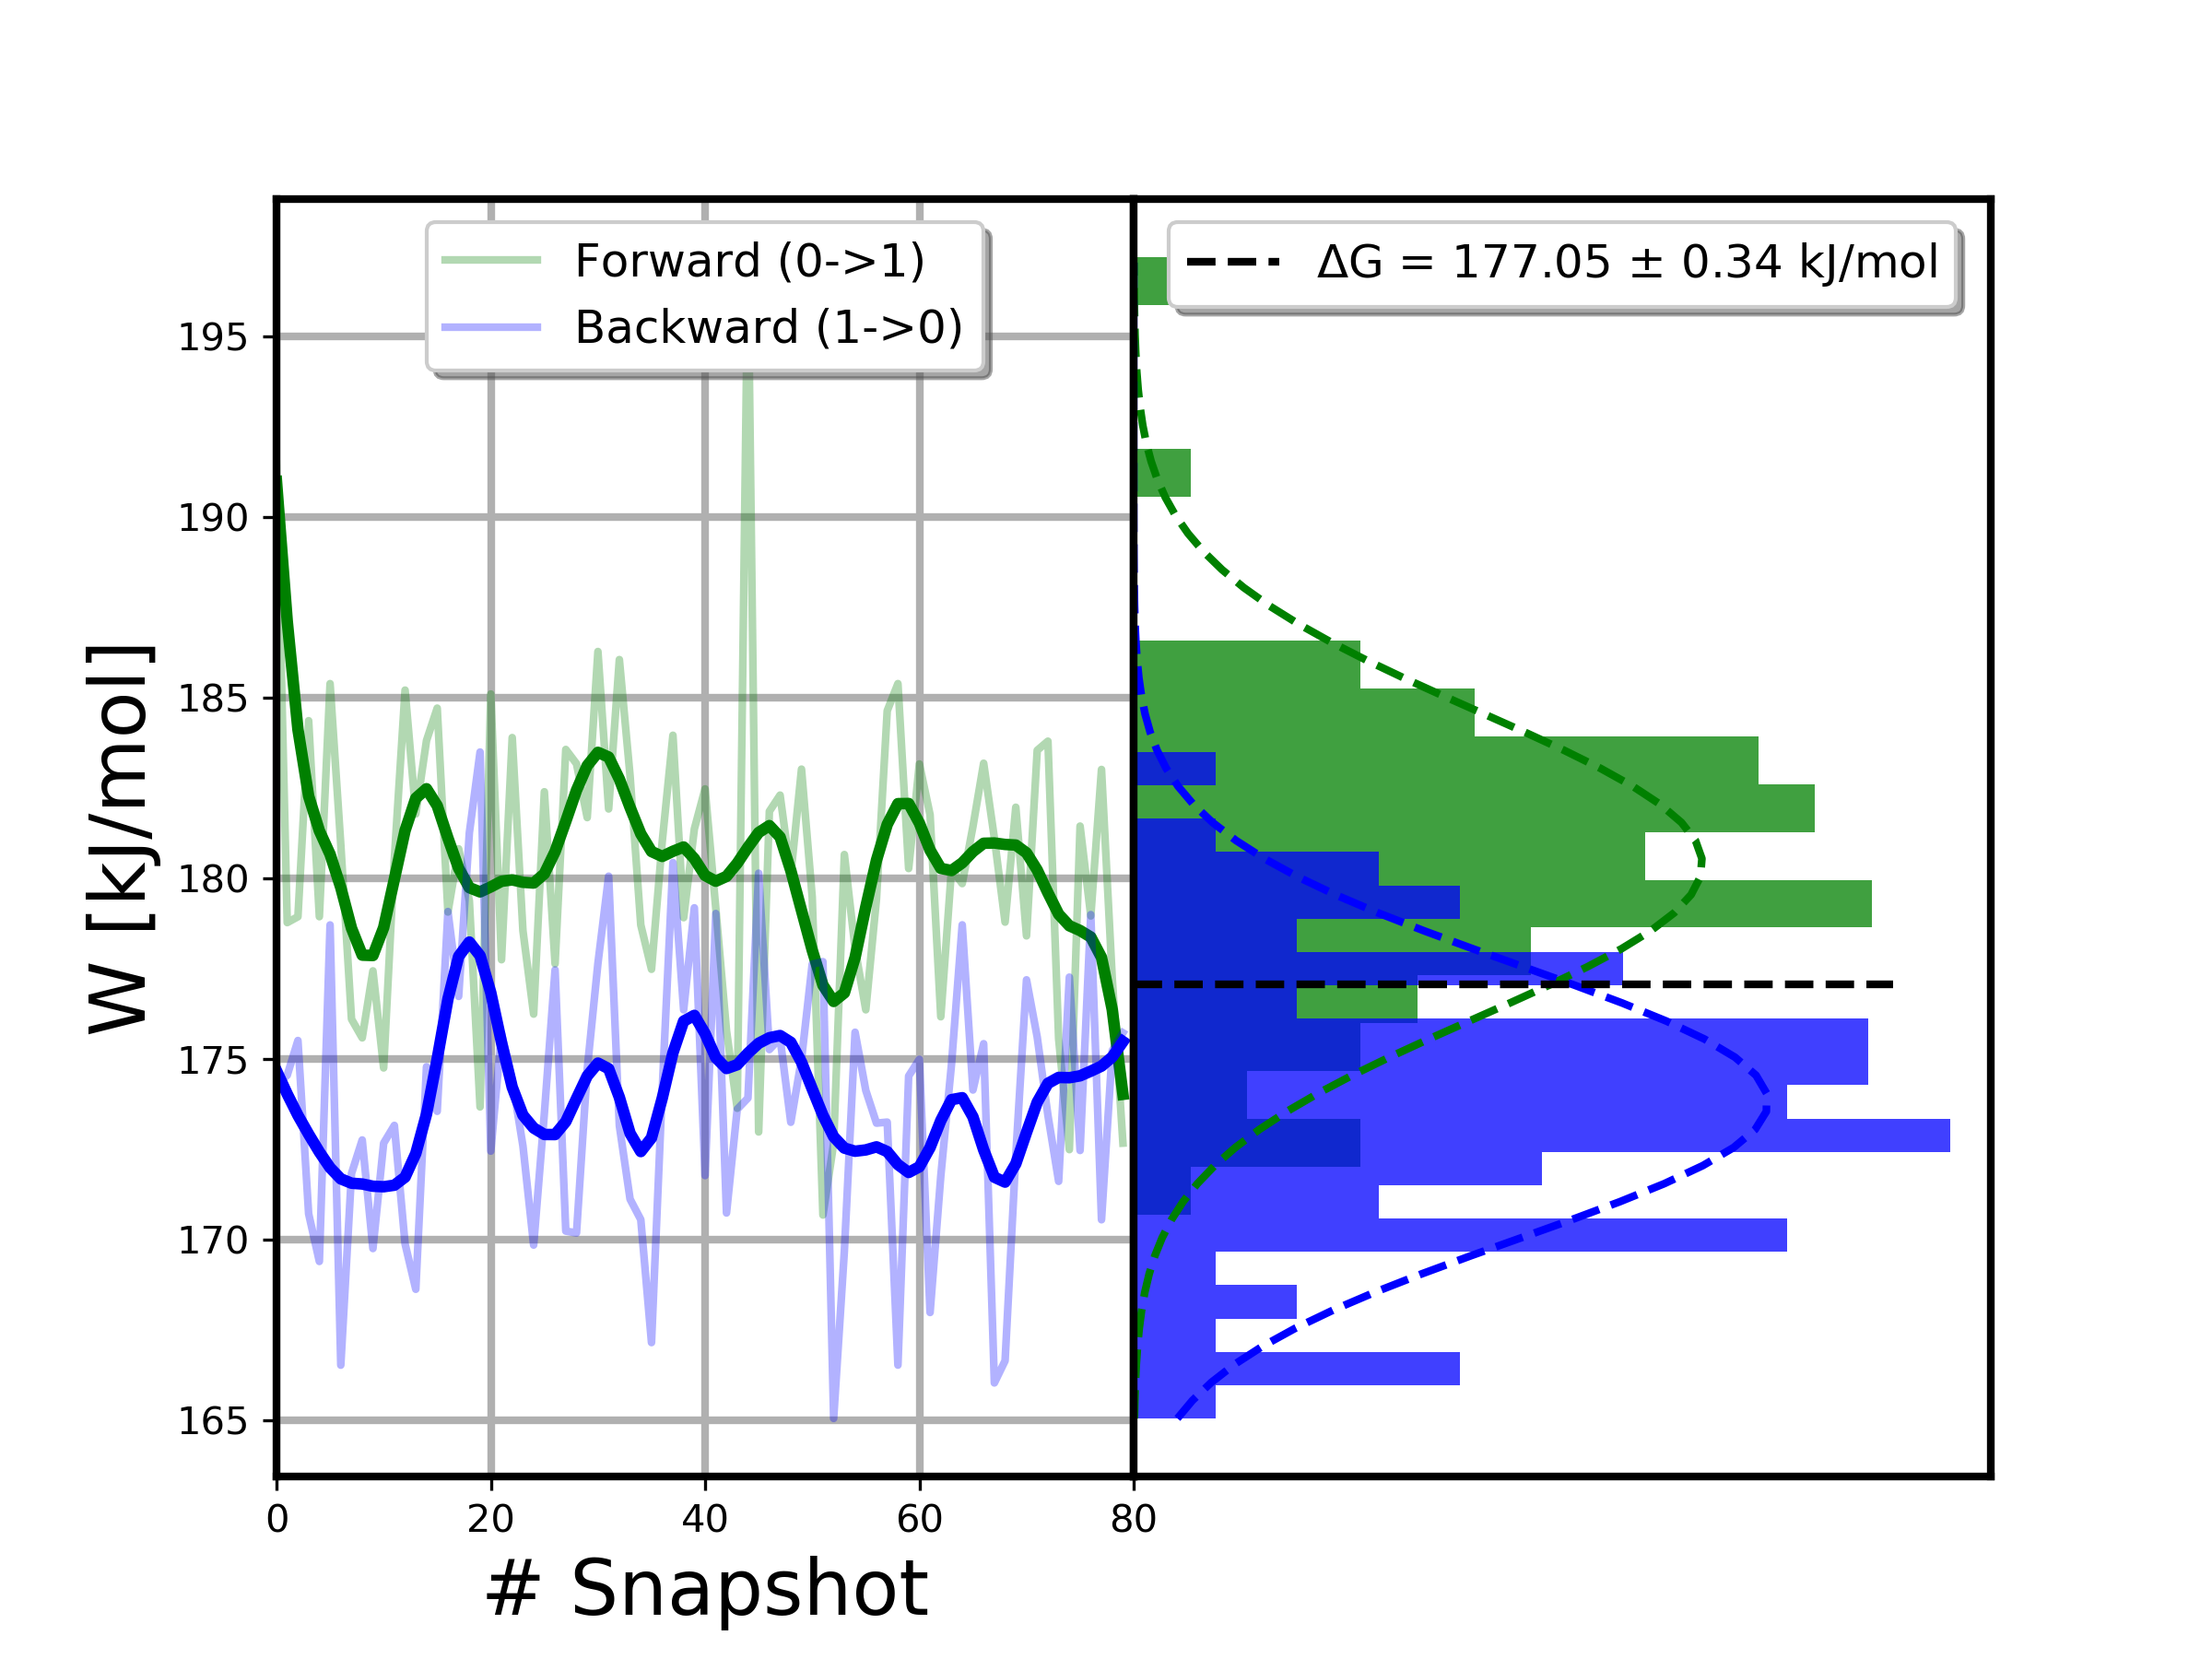 Forward (0->1)
Backward (1->0)
ΔG = 177.05 ± 0.34 kJ/mol
W [kJ/mol]
195
190
185
180
175
170
165
0 20 40 60 80
# Snapshot